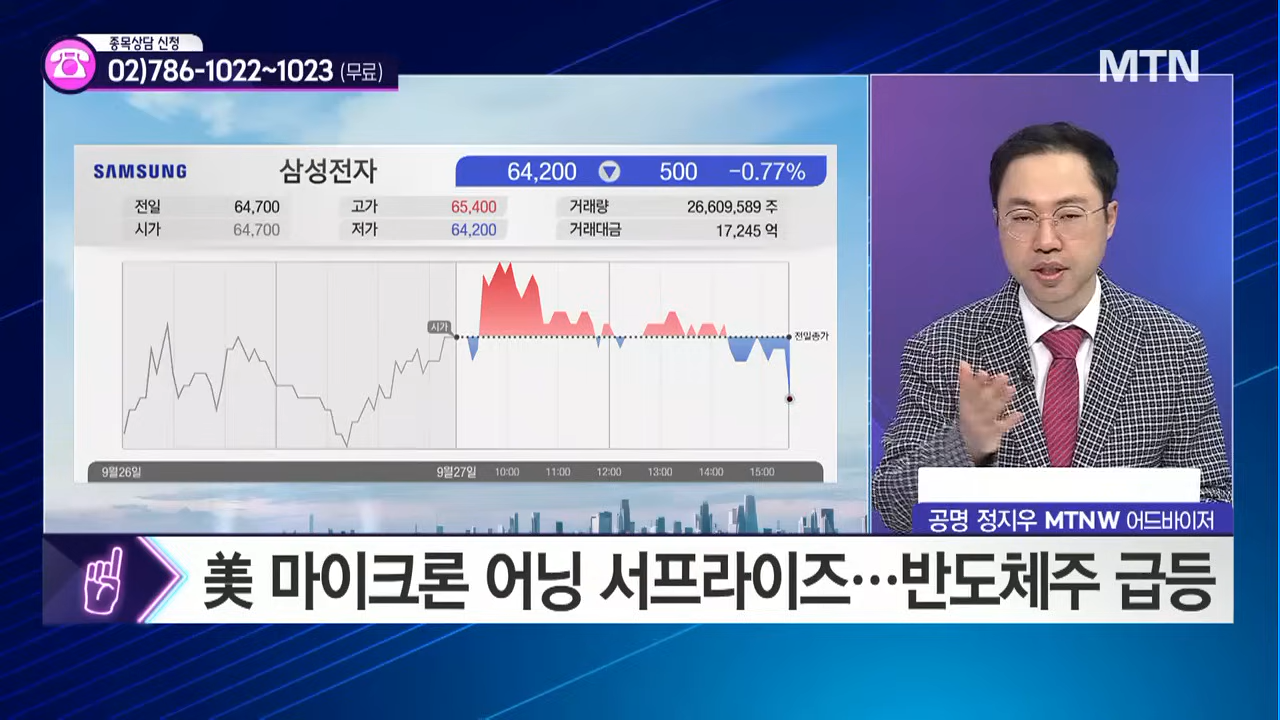 종목상담 신청
02)786-1022~1023 (무료)
MTN
SAMSUNG 삼성전자 64,200 ▼ 500 -0.77%
전일 64,700 고가 65,400 거래량 26,609,589 주
시가 64,700 저가 64,200 거래대금 17,245 억
시가
전일종가
9월26일 9월27일 10:00 11:00 12:00 13:00 14:00 15:00
공명 정지우 MTNW 어드바이저
美 마이크론 어닝 서프라이즈…반도체주 급등